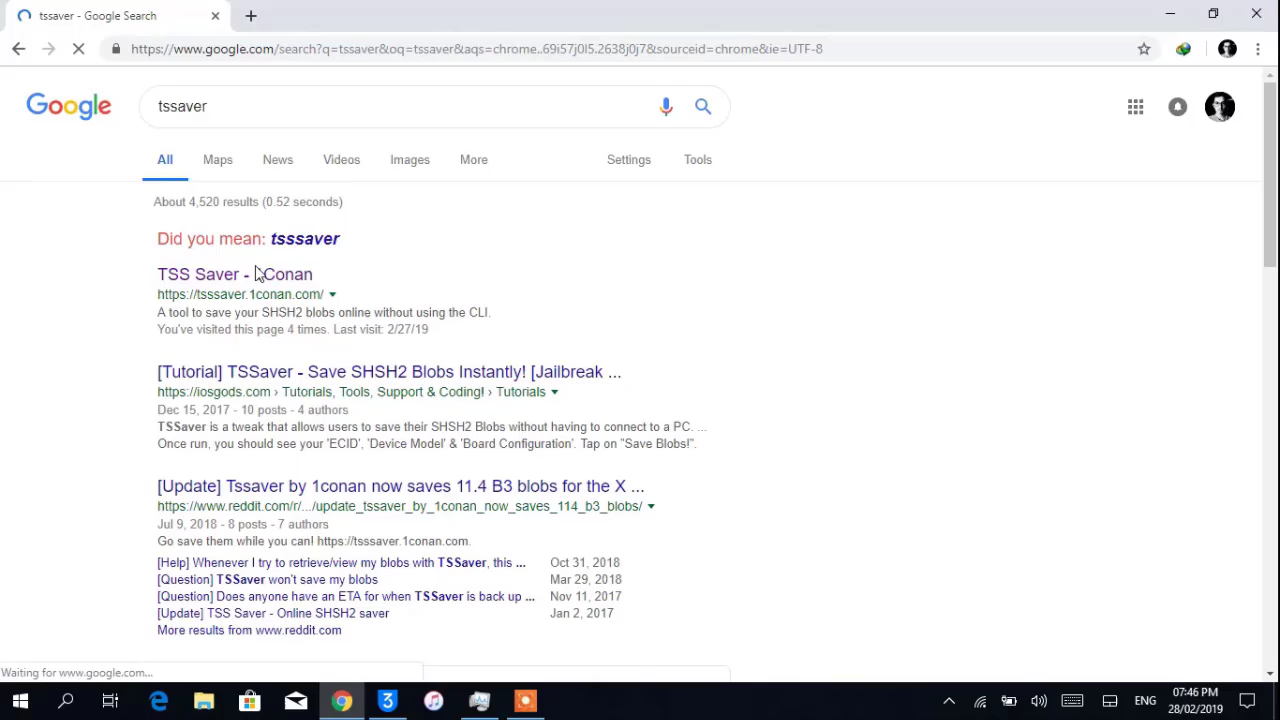 tssaver - Google Search
https://www.google.com/search?q=tssaver&oq=tssaver&aqs=chrome..69i57j0l5.2638j0j7&sourceid=chrome&ie=UTF-8
Google
tssaver
All
Maps
News
Videos
Images
More
Settings
Tools
About 4,520 results (0.52 seconds)
Did you mean: tsssaver
TSS Saver - Conan
https://tsssaver.1conan.com/
A tool to save your SHSH2 blobs online without using the CLI.
You've visited this page 4 times. Last visit: 2/27/19
[Tutorial] TSSaver - Save SHSH2 Blobs Instantly! [Jailbreak ...
https://iosgods.com › Tutorials, Tools, Support & Coding! › Tutorials
Dec 15, 2017 - 10 posts - 4 authors
TSSaver is a tweak that allows users to save their SHSH2 Blobs without having to connect to a PC. ...
Once run, you should see your 'ECID', 'Device Model' & 'Board Configuration'. Tap on "Save Blobs!".
[Update] Tssaver by 1conan now saves 11.4 B3 blobs for the X ...
https://www.reddit.com/r/.../update_tssaver_by_1conan_now_saves_114_b3_blobs/
Jul 9, 2018 - 8 posts - 7 authors
Go save them while you can! https://tsssaver.1conan.com.
[Help] Whenever I try to retrieve/view my blobs with TSSaver, this ... Oct 31, 2018
[Question] TSSaver won't save my blobs Mar 29, 2018
[Question] Does anyone have an ETA for when TSSaver is back up ... Nov 11, 2017
[Update] TSS Saver - Online SHSH2 saver Jan 2, 2017
More results from www.reddit.com
Waiting for www.google.com...
ENG
07:46 PM
28/02/2019